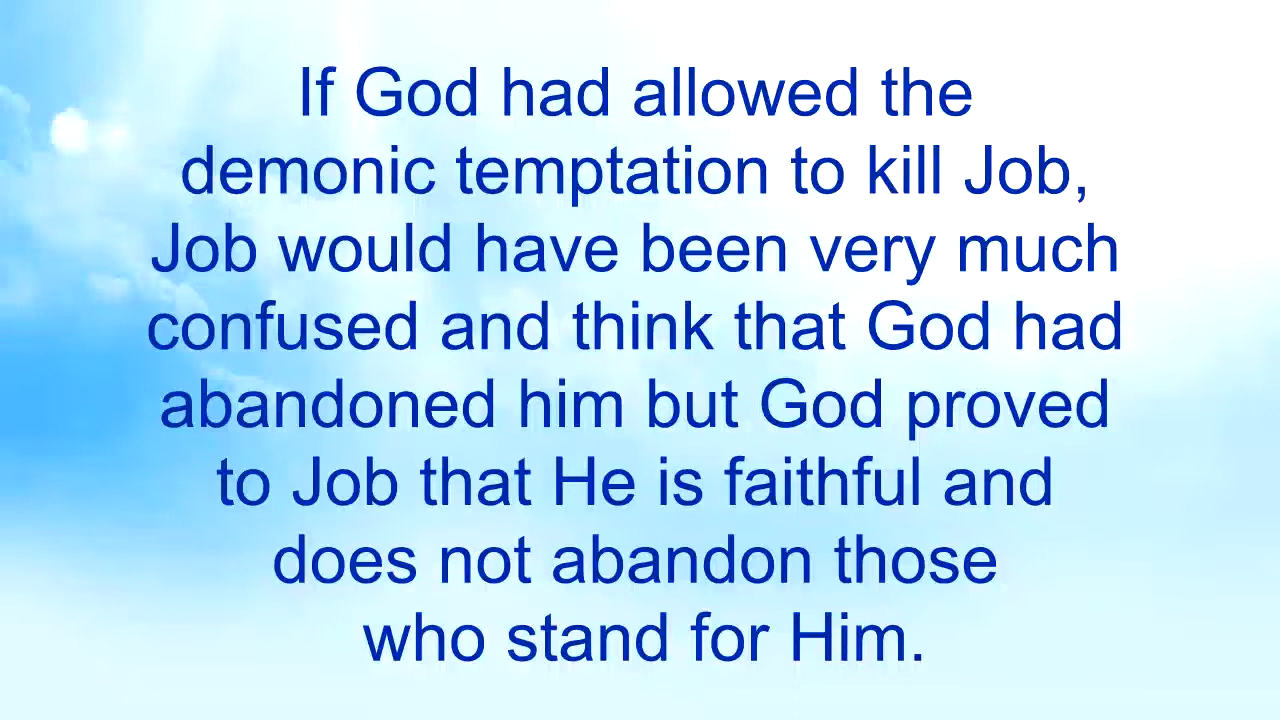 If God had allowed the
demonic temptation to kill Job,
Job would have been very much
confused and think that God had
abandoned him but God proved
to Job that He is faithful and
does not abandon those
who stand for Him.